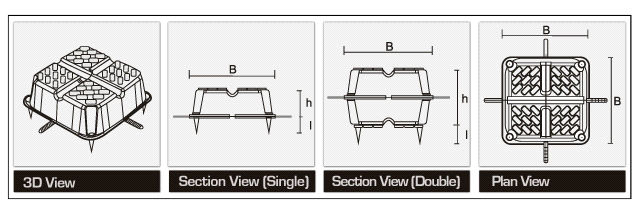 B
h
l
B
h
l
B
B
3D View
Section View (Single)
Section View (Double)
Plan View